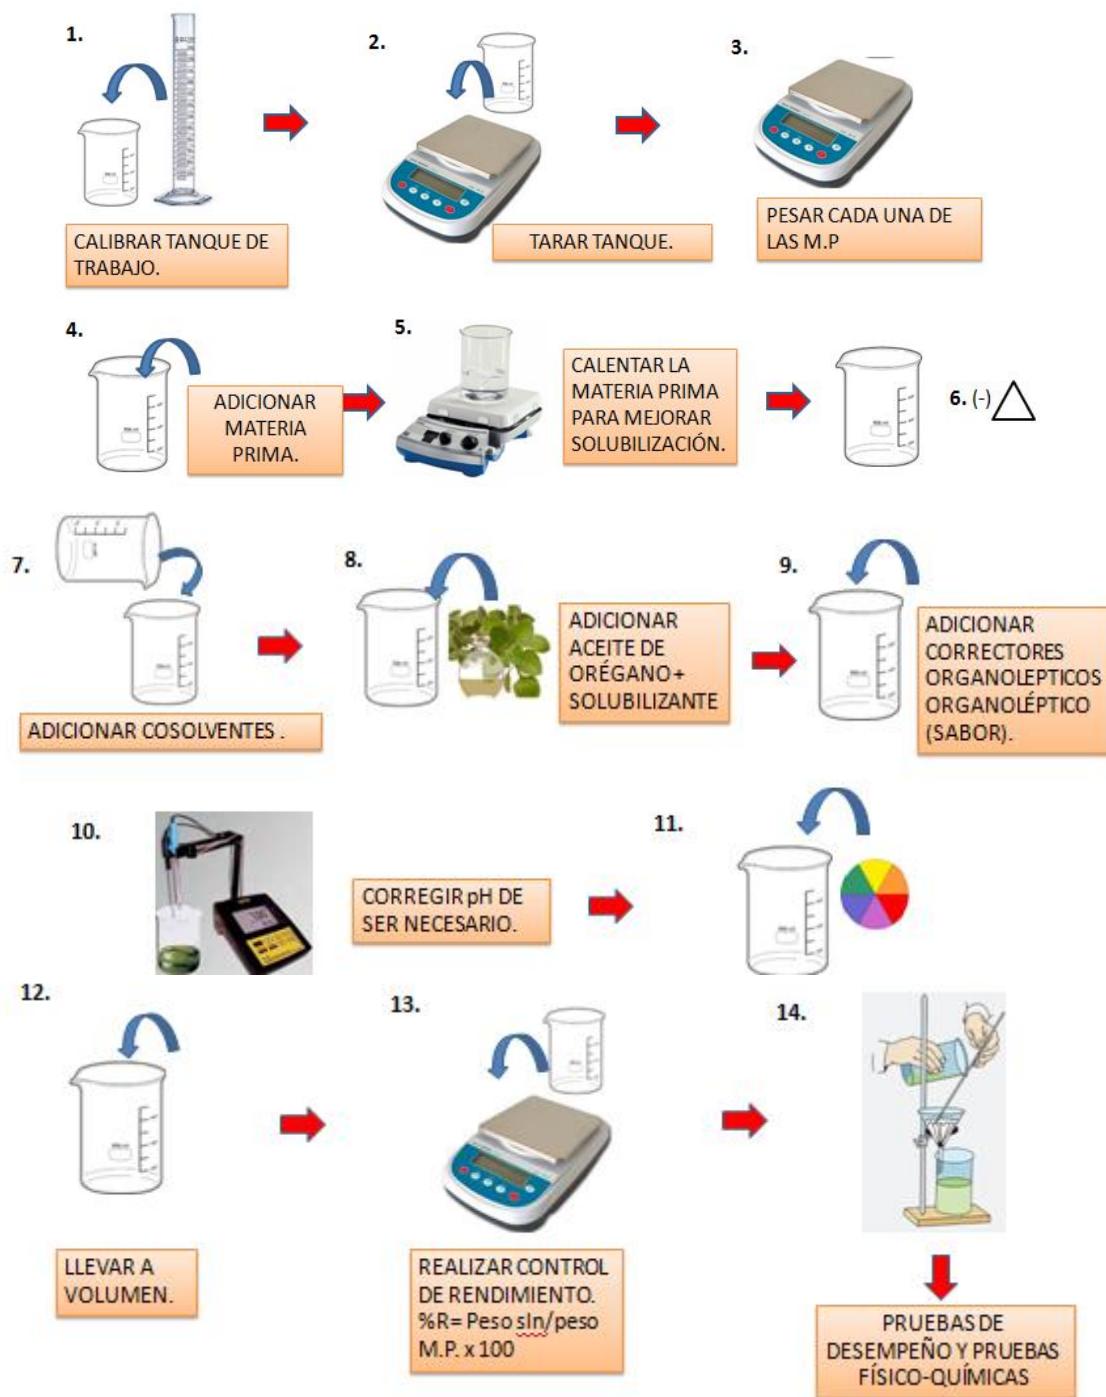 1.
2.
3.
CALIBRAR TANQUE DE
TRABAJO.
TARAR TANQUE.
PESAR CADA UNA DE
LAS M.P
4.
ADICIONAR
MATERIA
PRIMA.
5.
CALENTAR LA
MATERIA PRIMA
PARA MEJORAR
SOLUBILIZACIÓN.
6. (-)
7.
ADICIONAR COSOLVENTES .
8.
ADICIONAR
ACEITE DE
ORÉGANO +
SOLUBILIZANTE
9.
ADICIONAR
CORRECTORES
ORGANOLEPTICOS
ORGANOLÉPTICO
(SABOR).
10.
CORREGIR pH DE
SER NECESARIO.
11.
12.
LLEVAR A
VOLUMEN.
13.
REALIZAR CONTROL
DE RENDIMIENTO.
%R= Peso sln/peso
M.P. x 100
14.
PRUEBAS DE
DESEMPEÑO Y PRUEBAS
FÍSICO-QUÍMICAS